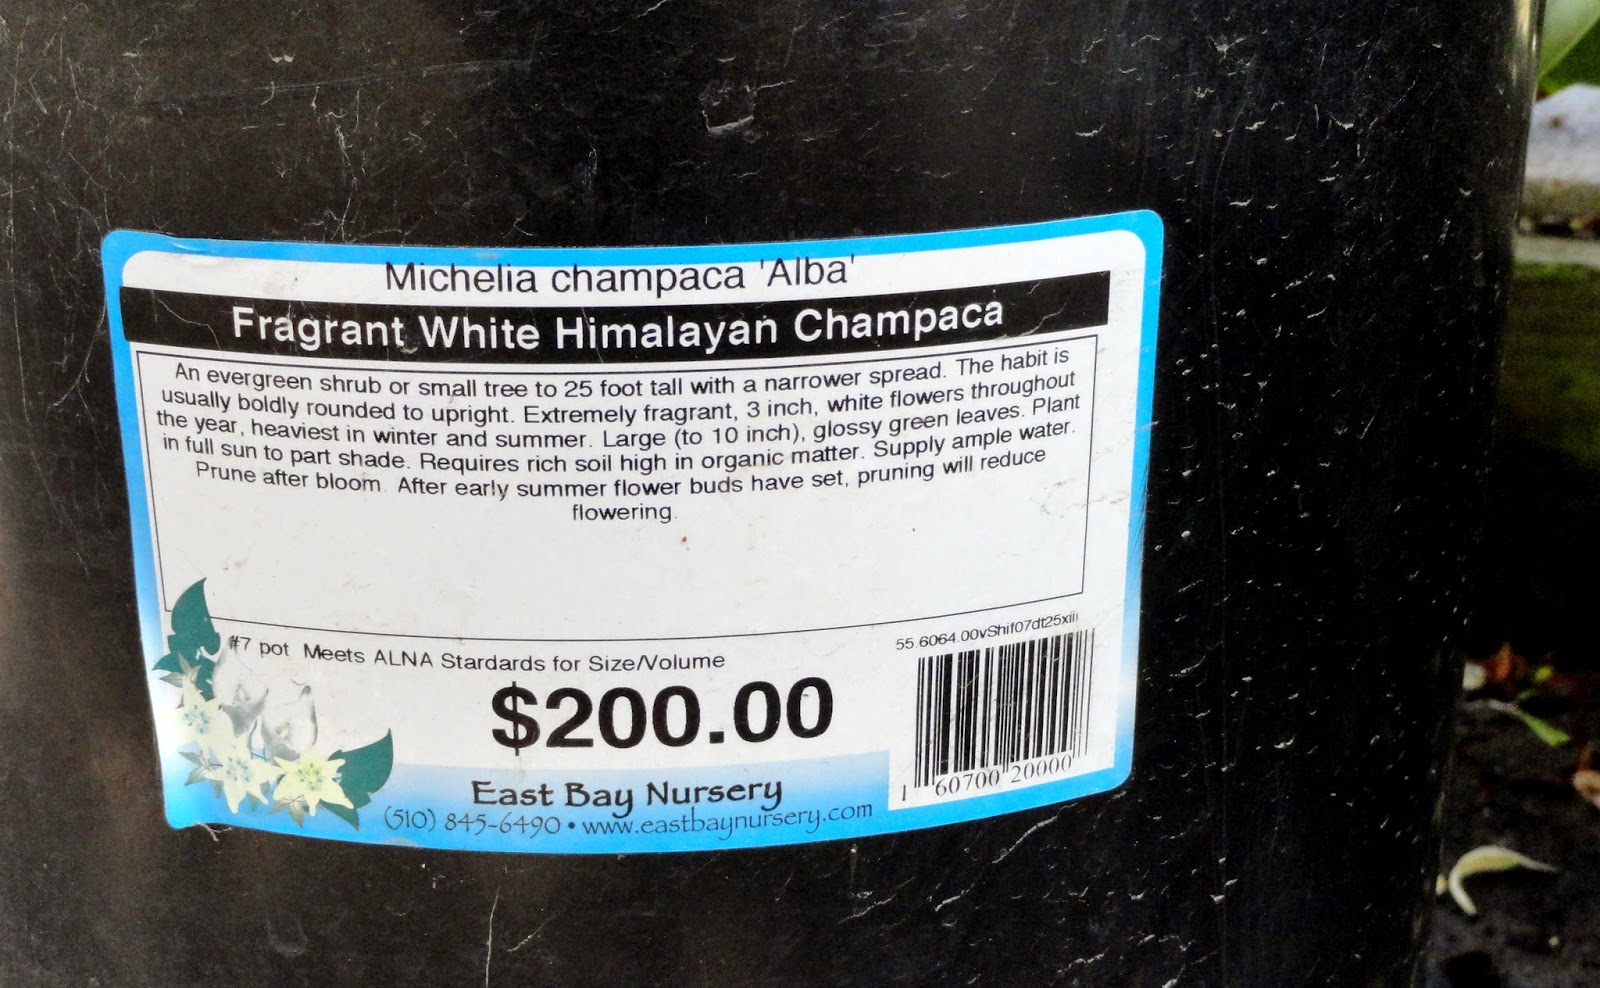 Michelia champaca 'Alba'
Fragrant White Himalayan Champaca
An evergreen shrub or small tree to 25 foot tall with a narrower spread. The habit is
usually boldly rounded to upright. Extremely fragrant, 3 inch, white flowers throughout
the year, heaviest in winter and summer. Large (to 10 inch), glossy green leaves. Plant
in full sun to part shade. Requires rich soil high in organic matter. Supply ample water.
Prune after bloom. After early summer flower buds have set, pruning will reduce
flowering.
#7 pot Meets ALNA Stardards for Size/Volume
55.6064.00vShif07dt25xiii
$200.00
1 60700 20000
East Bay Nursery
(510) 845-6490 • www.eastbaynursery.com